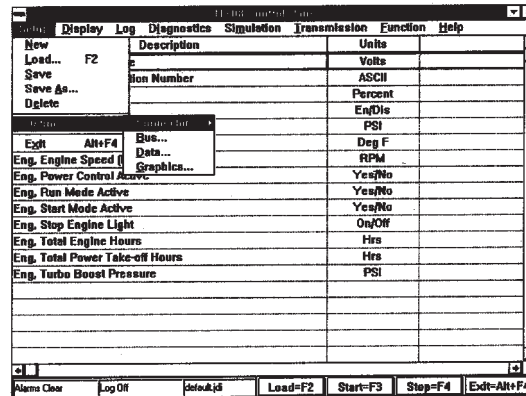 Display Log Diagnostics Simulation Transmission Function Help
New Description Units
Load... F2 Volts
Save tion Number ASCII
Save As... Percent
Delete En/Dis
PSI
Exit Alt+F4 Bus... Deg F
Data...
Eng, Engine Speed RPM
Graphics...
Eng, Power Control Active Yes/No
Eng, Run Mode Active Yes/No
Eng, Start Mode Active Yes/No
Eng, Stop Engine Light On/Off
Eng, Total Engine Hours Hrs
Eng, Total Power Take-off Hours Hrs
Eng, Turbo Boost Pressure PSI
Alarms Clear Log Off default.jdi Load=F2 Start=F3 Stop=F4 Exit=Alt+F4